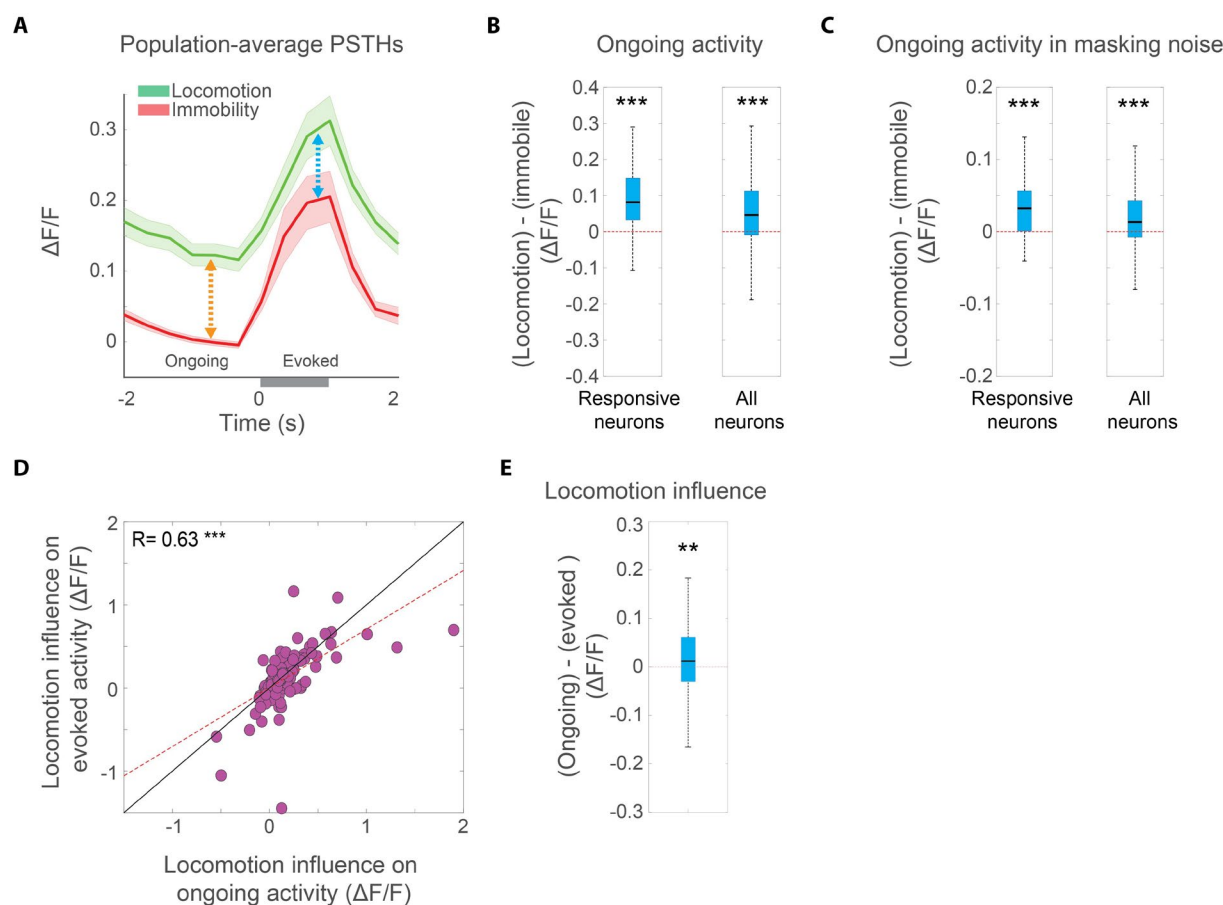 A
Population-average PSTHs
Locomotion
Immobility
0.3
0.2
0.1
0
ΔF/F
Ongoing
Evoked
-2
0
2
Time (s)
B
Ongoing activity
(Locomotion) - (immobile)
(ΔF/F)
0.4
0.3
0.2
0.1
0
-0.1
-0.2
-0.3
-0.4
***
***
Responsive
neurons
All
neurons
C
Ongoing activity in masking noise
(Locomotion) - (immobile)
(ΔF/F)
0.2
0.1
0
-0.1
-0.2
***
***
Responsive
neurons
All
neurons
D
R= 0.63 ***
Locomotion influence on
evoked activity (ΔF/F)
2
1
0
-1
-1
0
1
2
Locomotion influence on
ongoing activity (ΔF/F)
E
Locomotion influence
(Ongoing) - (evoked )
(ΔF/F)
0.3
0.2
0.1
0
-0.1
-0.2
-0.3
**